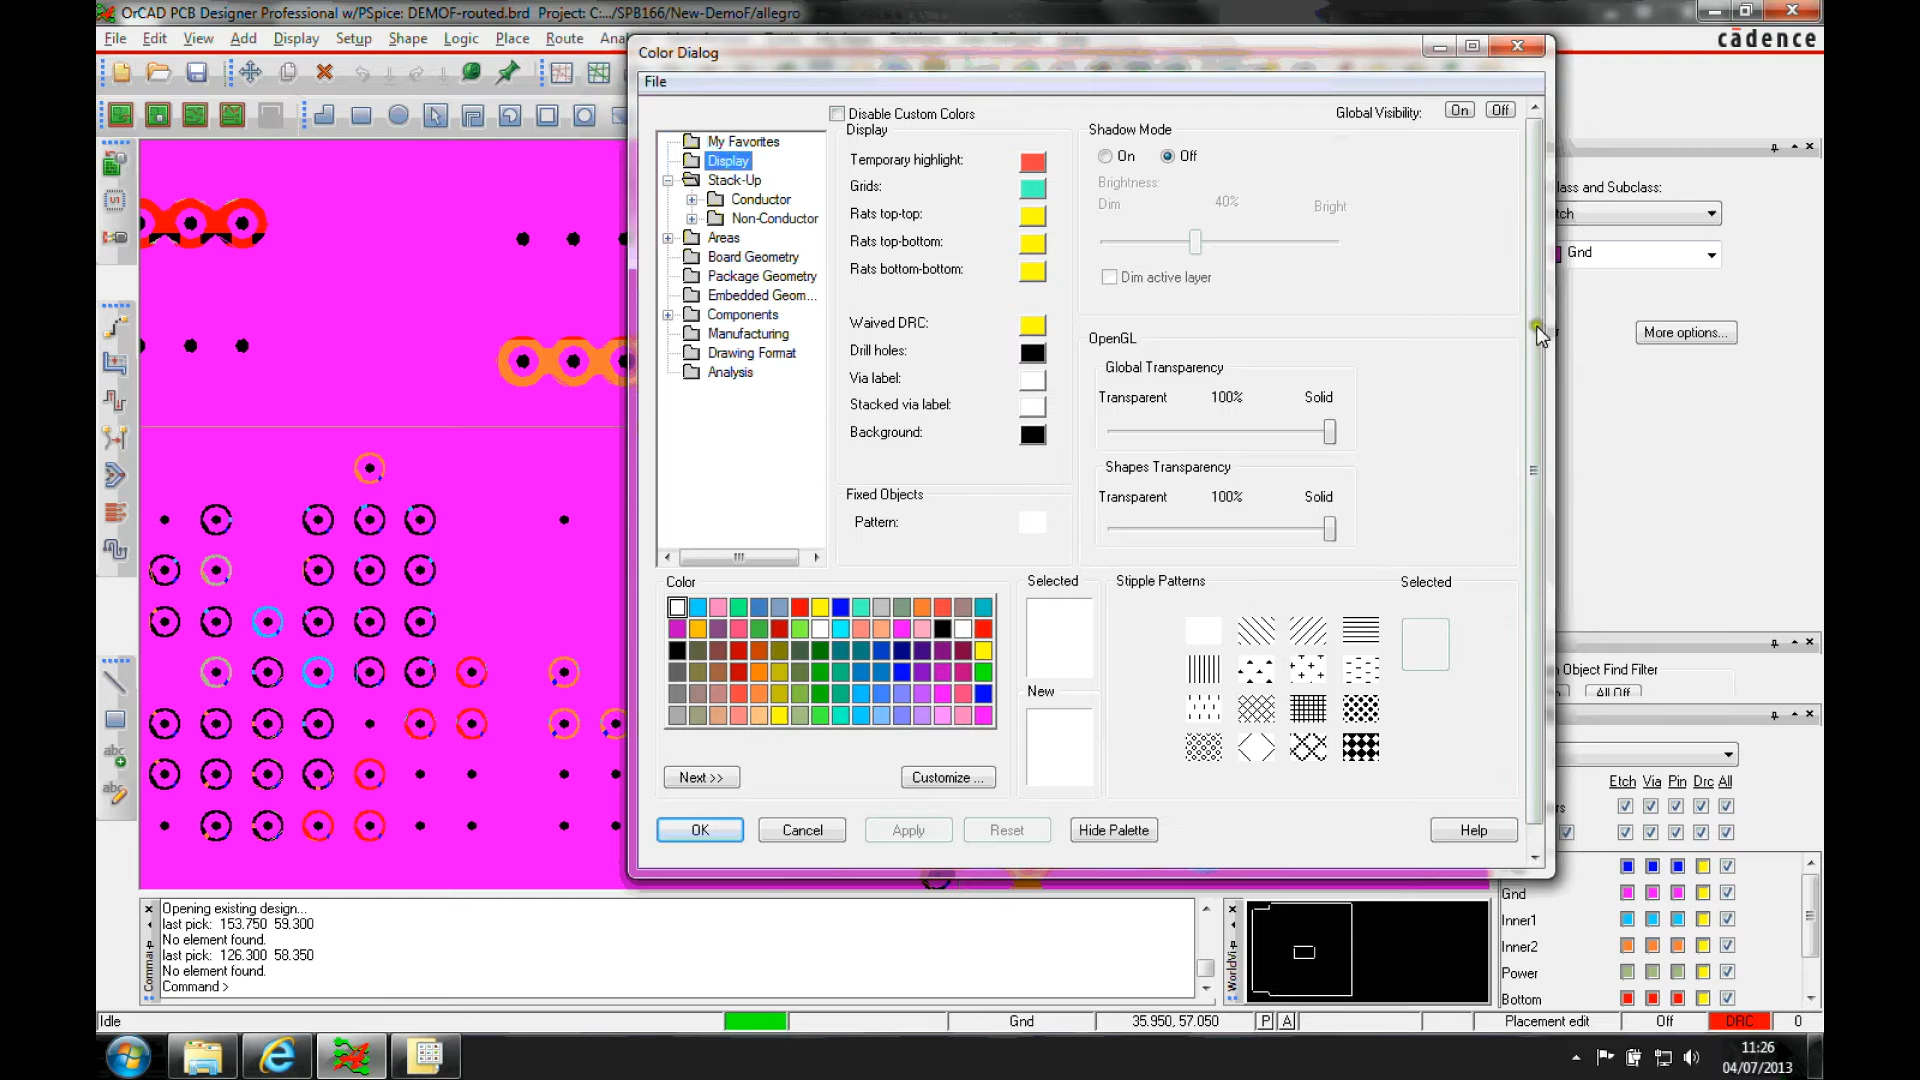 OrCAD PCB Designer Professional w/PSpice: DEMOF-routed.brd Project: C:.../SPB166/New-DemoF/allegro
File Edit View Add Display Setup Shape Logic Place Route
cādence
Color Dialog
File
Disable Custom Colors
Global Visibility: On Off
My Favorites
Display
Stack-Up
Conductor
Non-Conductor
Areas
Board Geometry
Package Geometry
Embedded Geom...
Components
Manufacturing
Drawing Format
Analysis
Display
Temporary highlight:
Grids:
Rats top-top:
Rats top-bottom:
Rats bottom-bottom:
Waived DRC:
Drill holes:
Via label:
Stacked via label:
Background:
Fixed Objects
Pattern:
Shadow Mode
On Off
Brightness:
Dim 40% Bright
Dim active layer
OpenGL
Global Transparency
Transparent 100% Solid
Shapes Transparency
Transparent 100% Solid
Color
Selected
New
Stipple Patterns
Selected
Next >>
Customize ...
OK Cancel Apply Reset Hide Palette Help
lass and Subclass:
tch
Gnd
More options...
Object Find Filter
All Off
Etch Via Pin Drc All
Gnd
Inner1
Inner2
Power
Bottom
Opening existing design...
last pick: 153.750 59.300
No element found.
last pick: 126.300 58.350
No element found.
Command >
Idle Gnd 35.950, 57.050 P A Placement edit Off DRC 0
11:26
04/07/2013